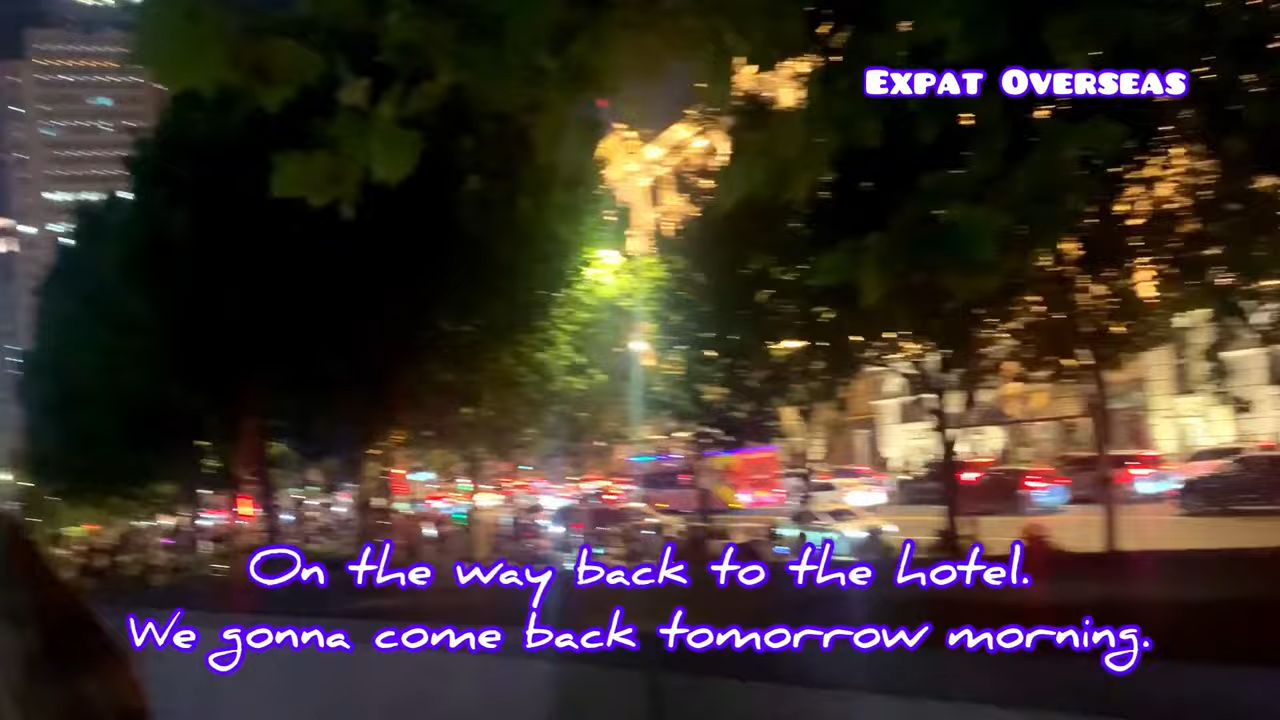 Expat Overseas
On the way back to the hotel.
We gonna come back tomorrow morning.